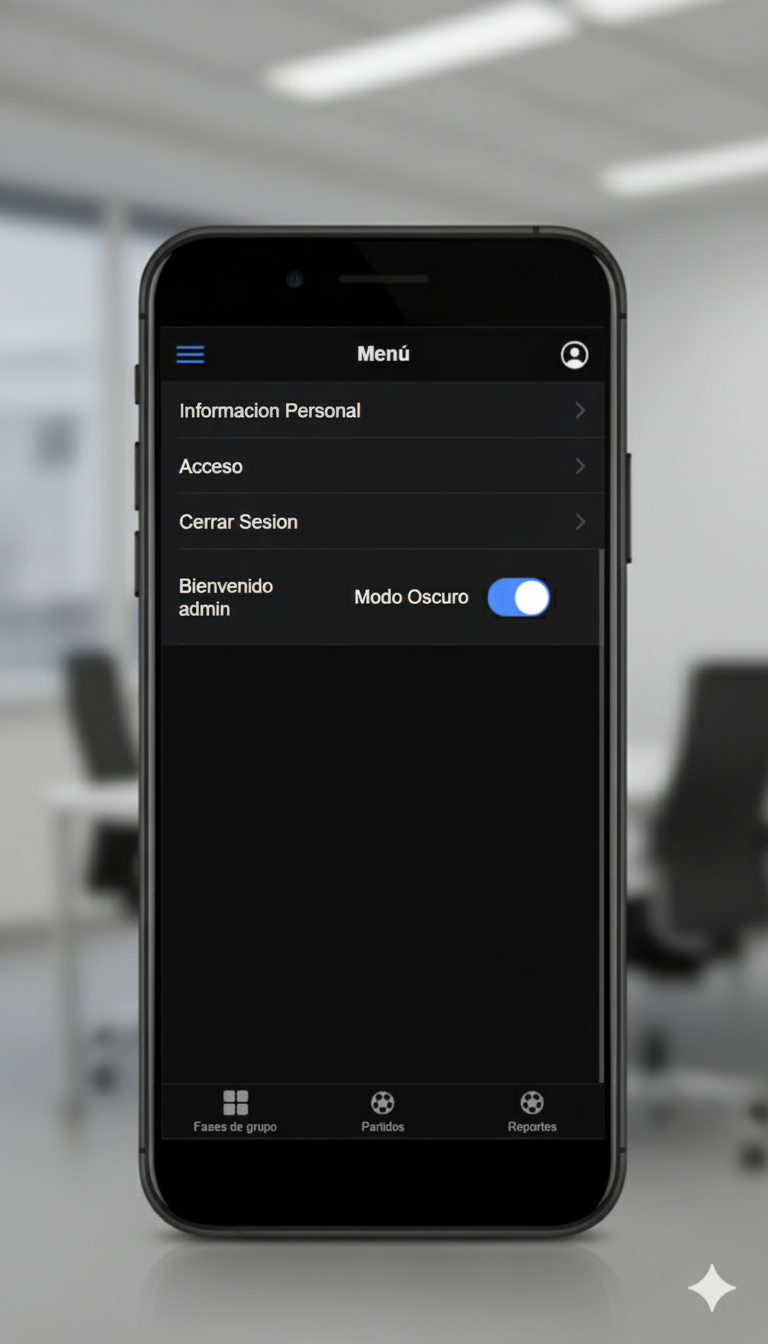 Menú
Informacion Personal
Acceso
Cerrar Sesion
Bienvenido
admin
Modo Oscuro
Fases de grupo
Partidos
Reportes